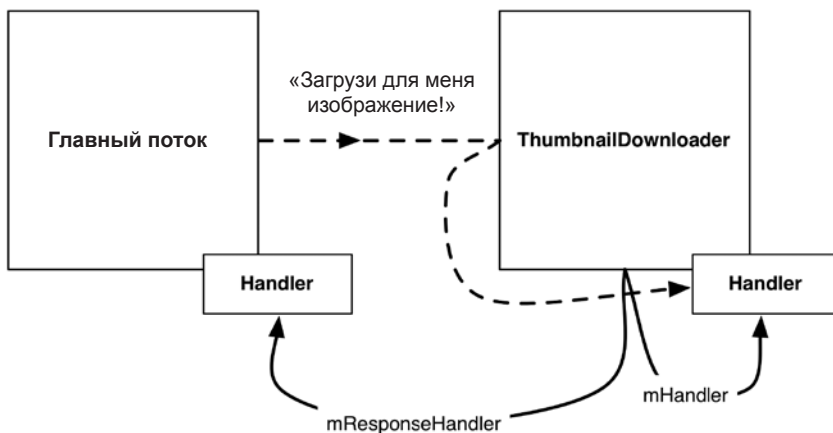 «Загрузи для меня
изображение!»
Главный поток
ThumbnailDownloader
Handler
Handler
mHandler
mResponseHandler